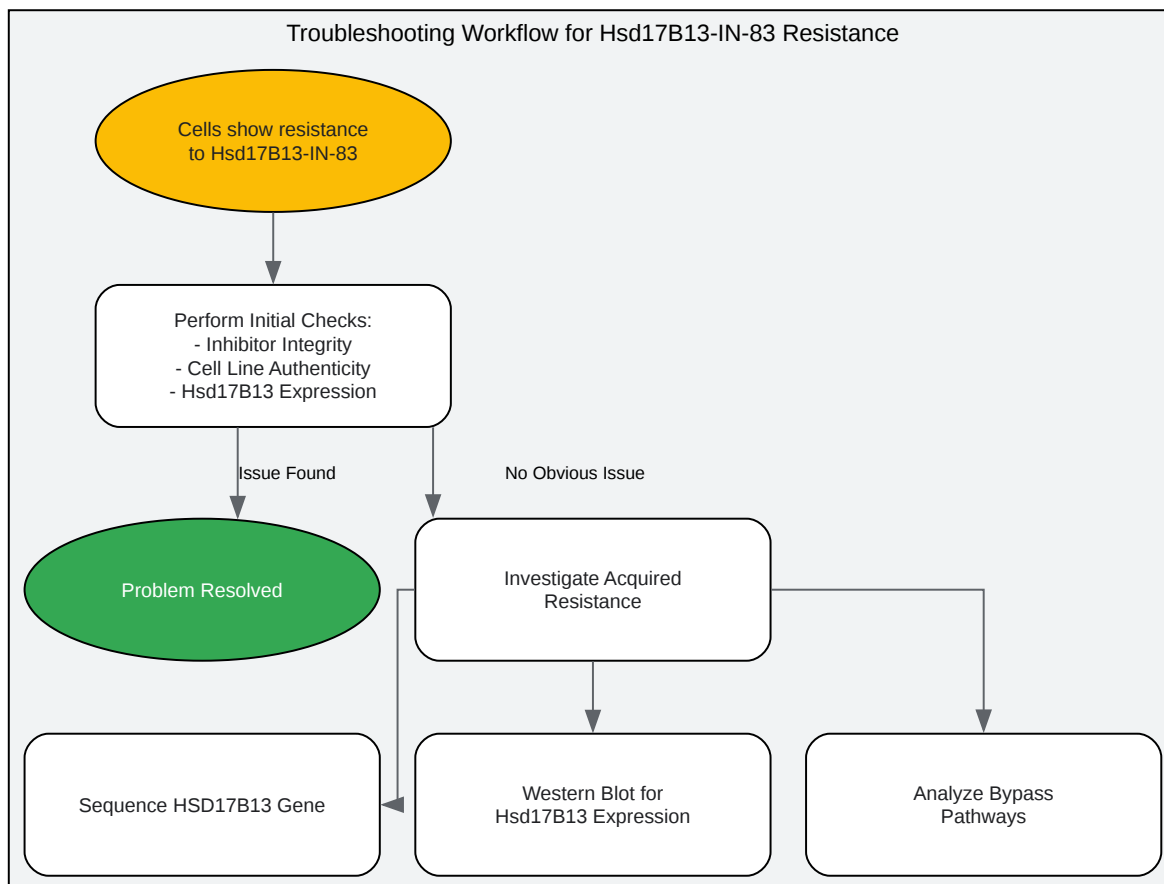 Troubleshooting Workflow for Hsd17B13-IN-83 Resistance
Cells show resistance
to Hsd17B13-IN-83
Perform Initial Checks:
- Inhibitor Integrity
- Cell Line Authenticity
- Hsd17B13 Expression
Issue Found
No Obvious Issue
Problem Resolved
Investigate Acquired
Resistance
Sequence HSD17B13 Gene
Western Blot for
Hsd17B13 Expression
Analyze Bypass
Pathways